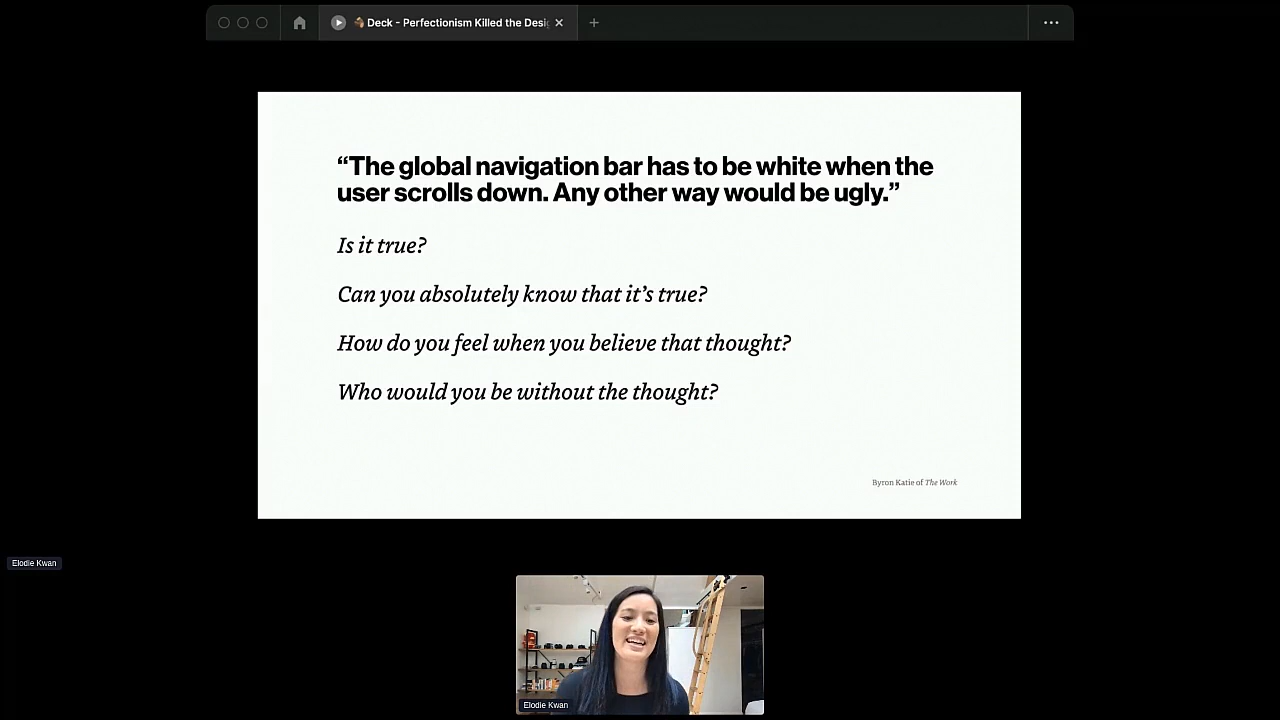 Deck - Perfectionism Killed the Desi
“The global navigation bar has to be white when the
user scrolls down. Any other way would be ugly.”
Is it true?
Can you absolutely know that it’s true?
How do you feel when you believe that thought?
Who would you be without the thought?
Byron Katie of The Work
Elodie Kwan
Elodie Kwan